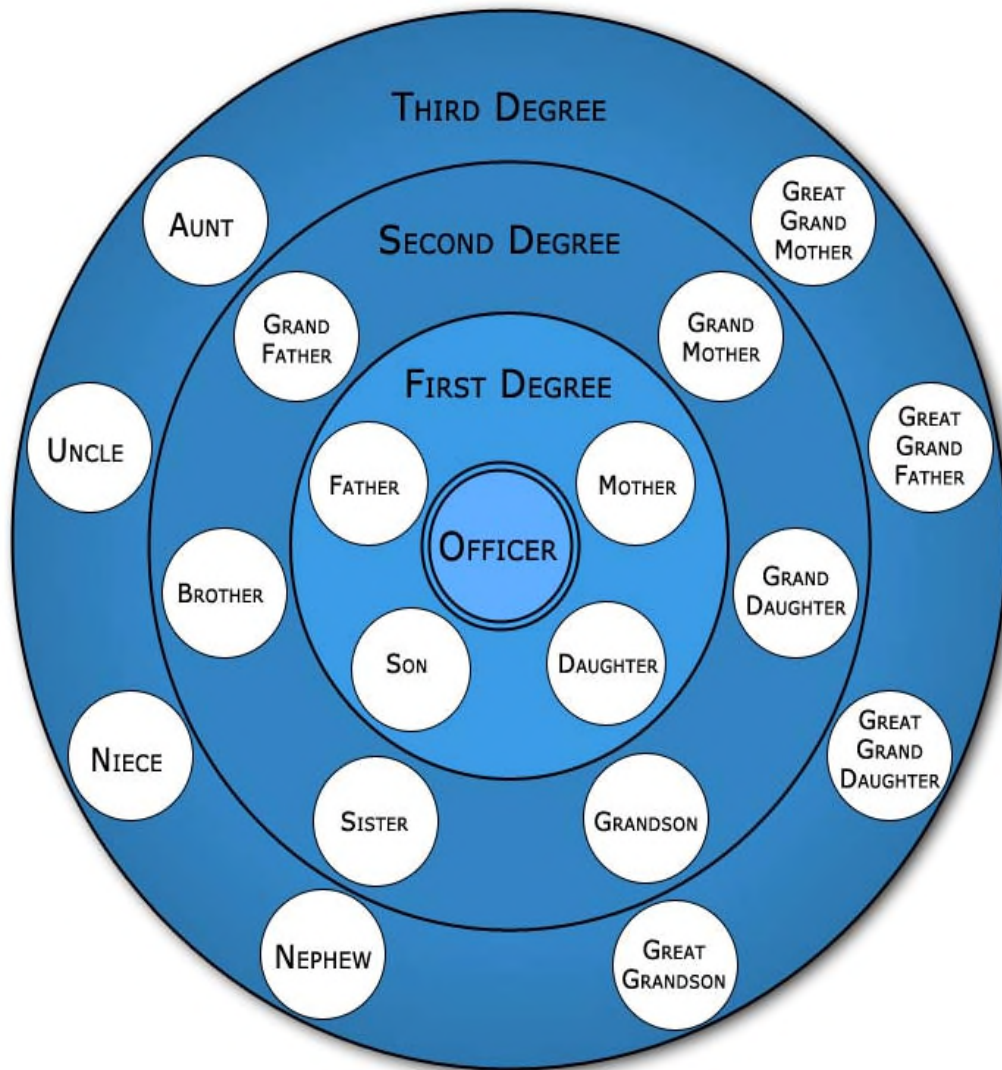 THIRD DEGREE
AUNT
GREAT
GRAND
MOTHER
SECOND DEGREE
GRAND
FATHER
GRAND
MOTHER
FIRST DEGREE
UNCLE
GREAT
GRAND
FATHER
FATHER
MOTHER
OFFICER
BROTHER
GRAND
DAUGHTER
SON
DAUGHTER
NIECE
GREAT
GRAND
DAUGHTER
SISTER
GRANDSON
NEPHEW
GREAT
GRANDSON